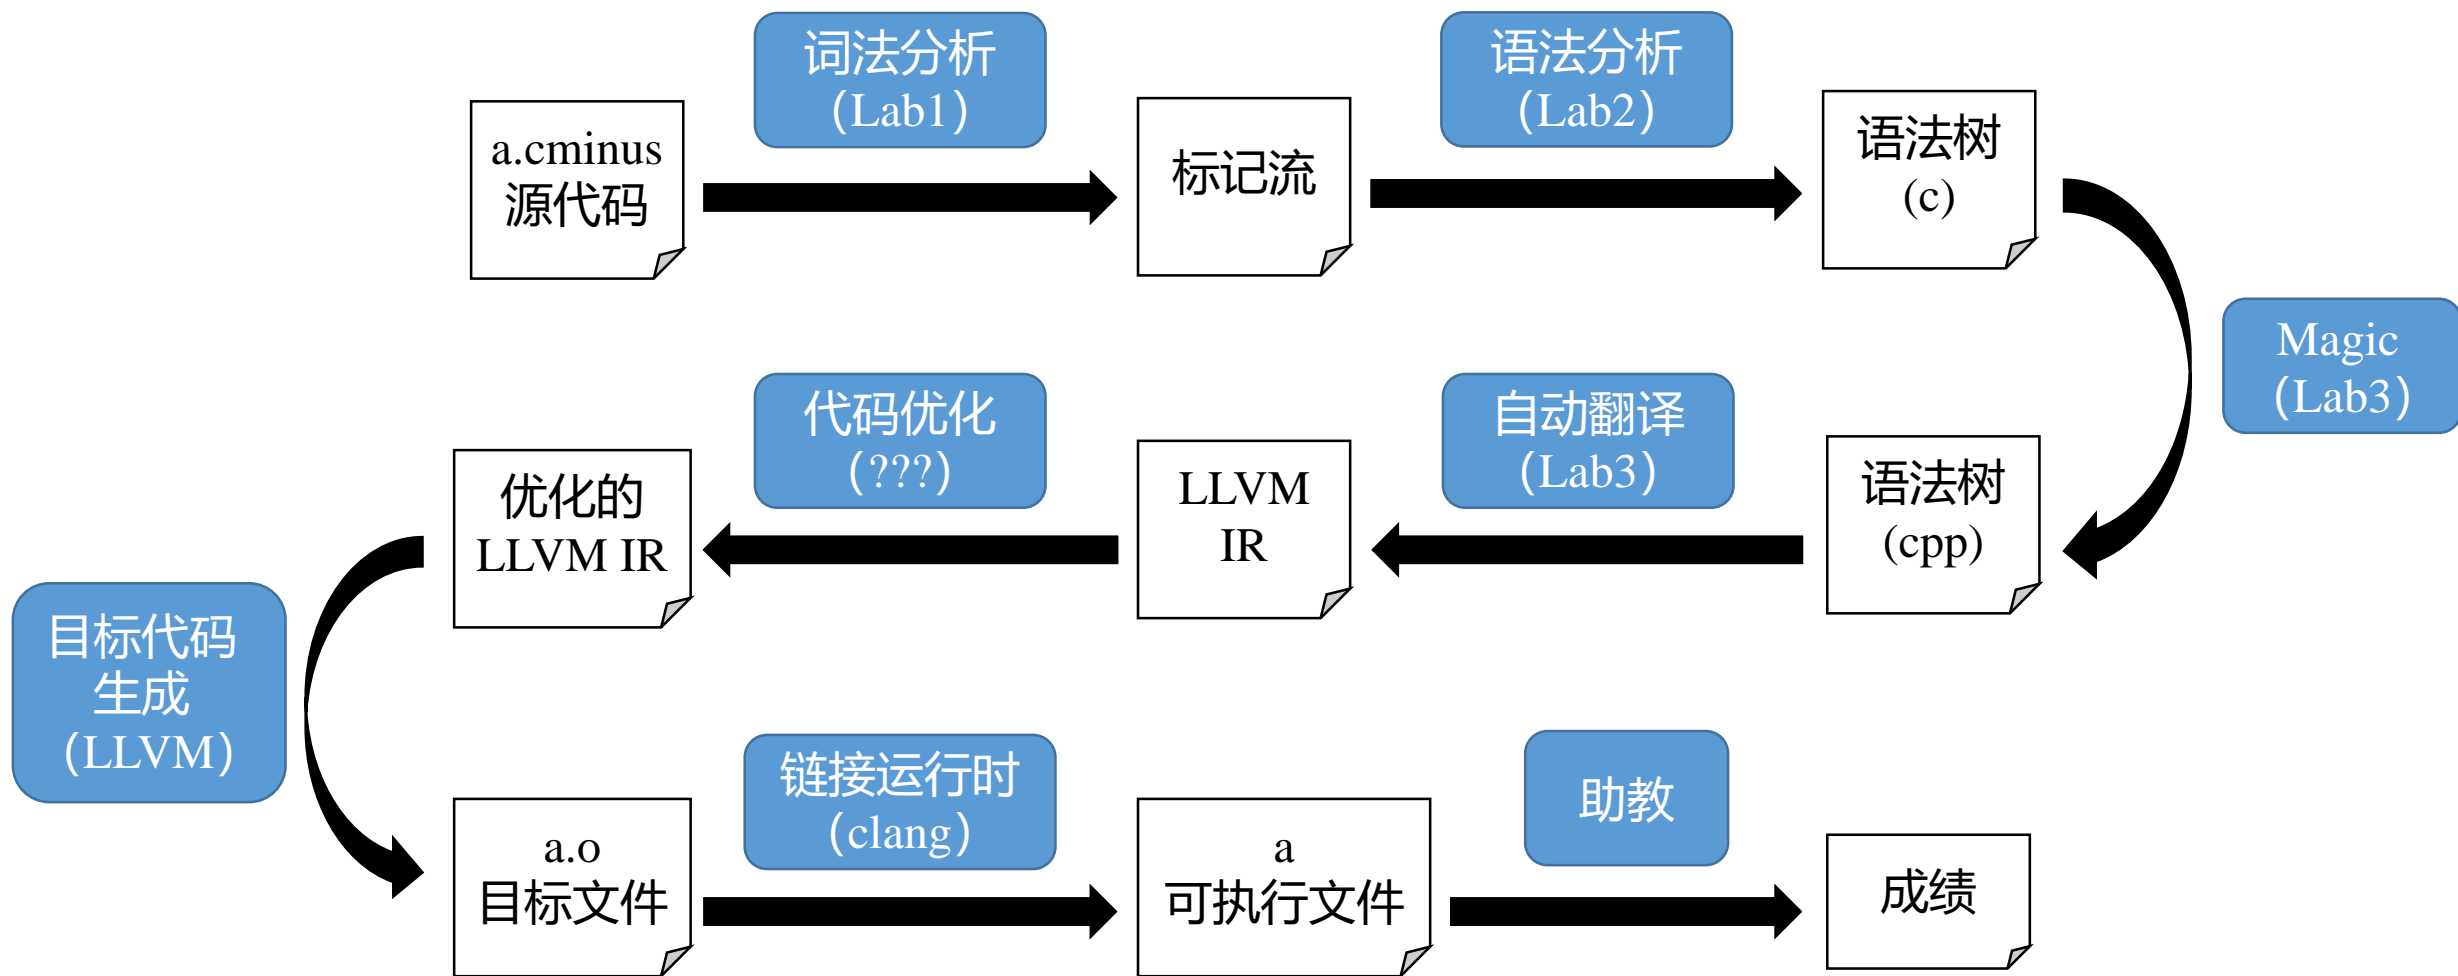 词法分析
（Lab1）
语法分析
（Lab2）
a.cminus
源代码
标记流
语法树
(c)
Magic
（Lab3）
代码优化
（???）
自动翻译
（Lab3）
优化的
LLVM IR
LLVM
IR
语法树
(cpp)
目标代码
生成
（LLVM）
链接运行时
（clang）
助教
a.o
目标文件
a
可执行文件
成绩